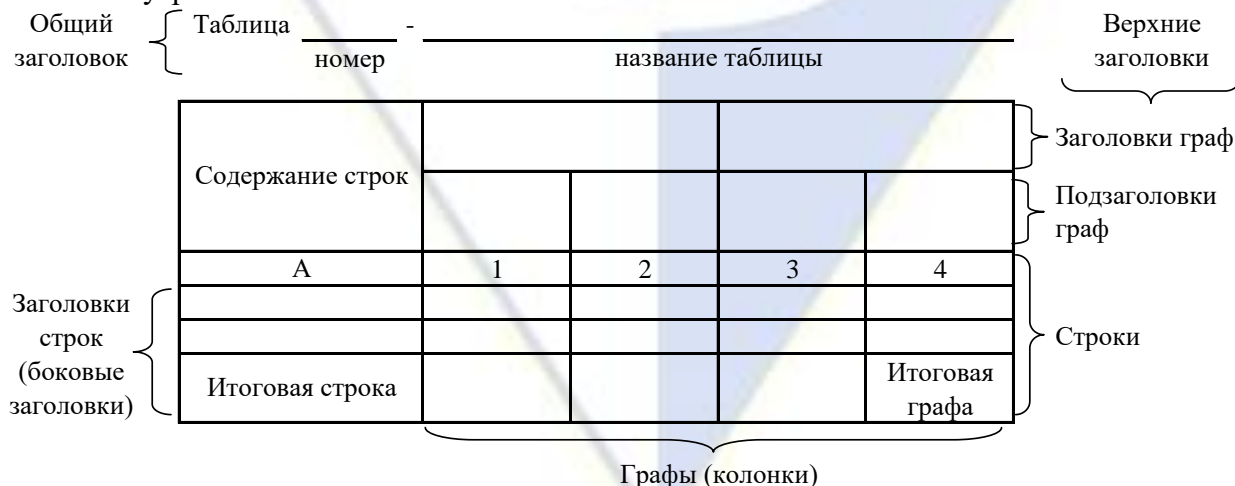 Общий
заголовок
Таблица -
номер
название таблицы
Верхние
заголовки
Содержание строк
Заголовки граф
Подзаголовки
граф
А 1 2 3 4
Заголовки
строк
(боковые
заголовки)
Строки
Итоговая строка
Итоговая
графа
Графы (колонки)